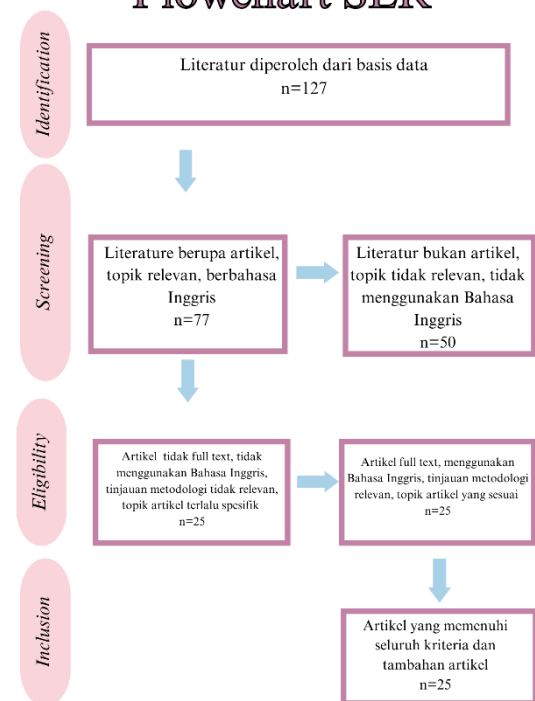 Flowchart SLR
Identification
Literatur diperoleh dari basis data
n=127
Screening
Literature berupa artikel,
topik relevan, berbahasa
Inggris
n=77
Literatur bukan artikel,
topik tidak relevan, tidak
menggunakan Bahasa
Inggris
n=50
Eligibility
Artikel tidak full text, tidak
menggunakan Bahasa Inggris,
tinjauan metodologi tidak relevan,
topik artikel terlalu spesifik
n=25
Artikel full text, menggunakan
Bahasa Inggris, tinjauan metodologi
relevan, topik artikel yang sesuai
n=25
Inclusion
Artikel yang memenuhi
seluruh kriteria dan
tambahan artikel
n=25